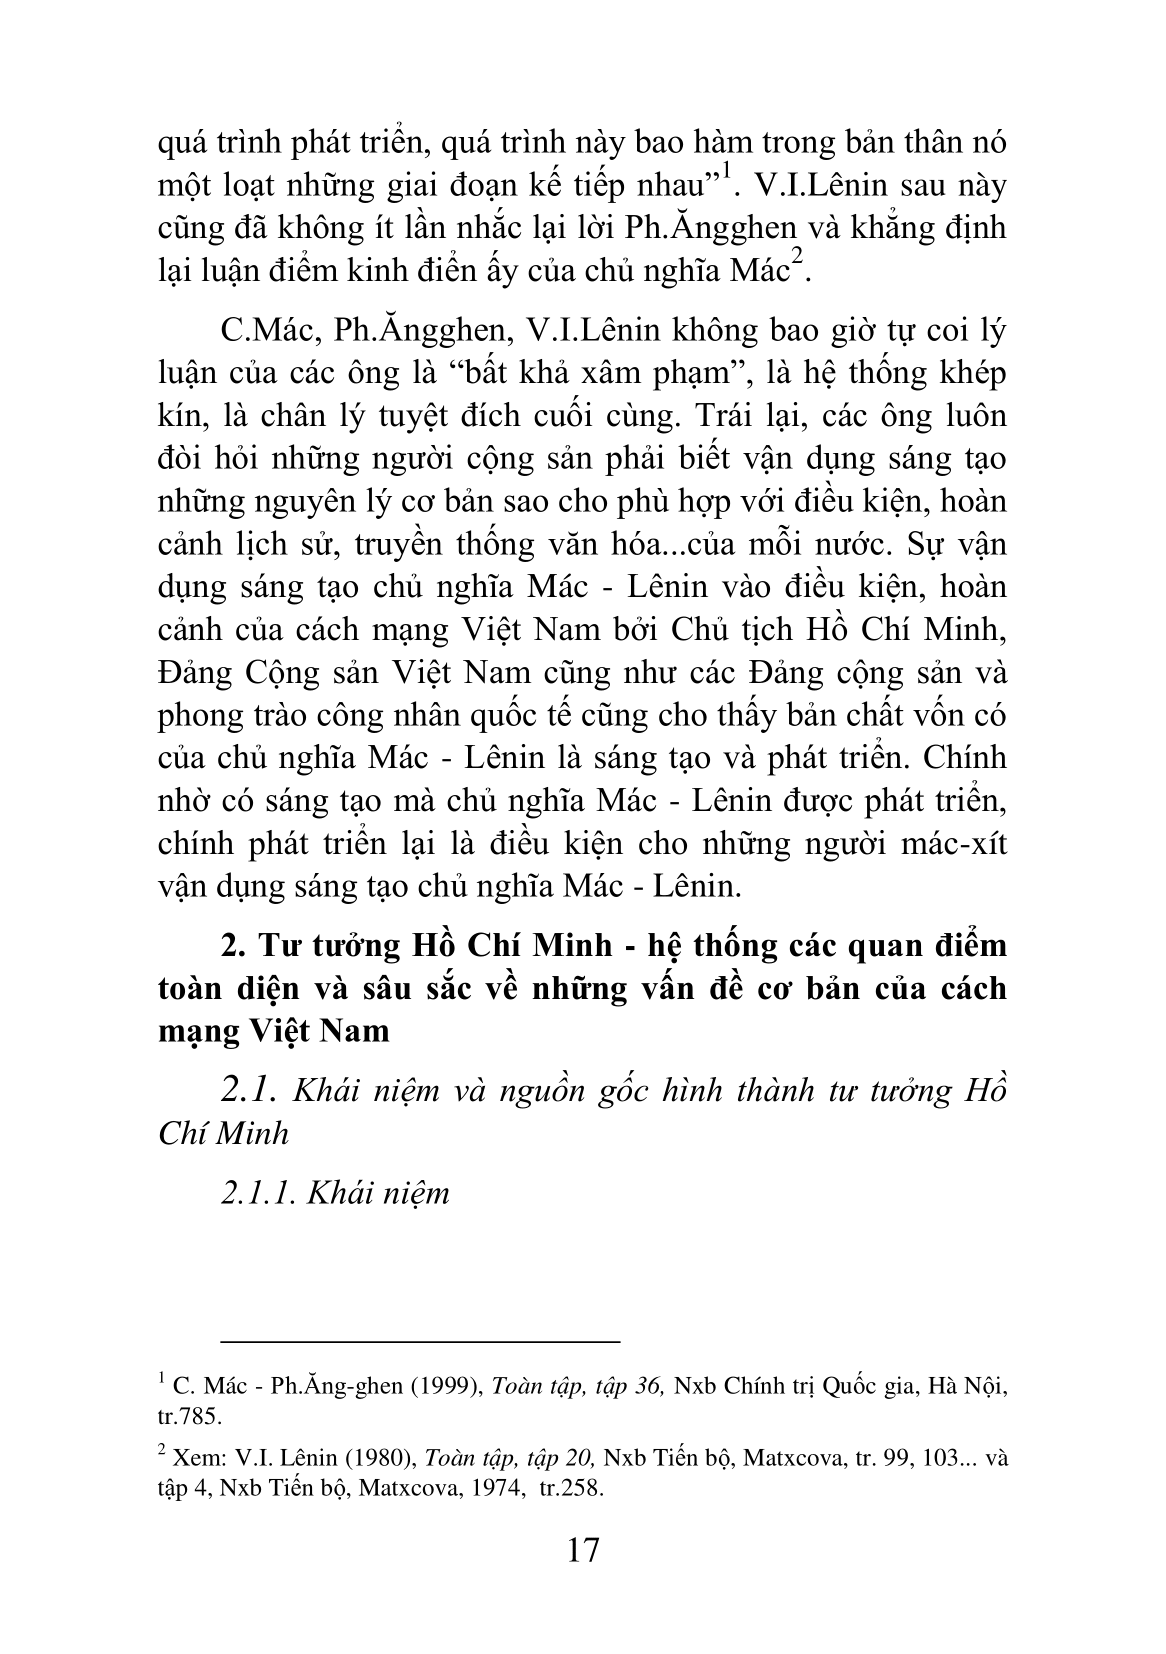 quá trình phát triển, quá trình này bao hàm trong bản thân nó
một loạt những giai đoạn kế tiếp nhau”¹. V.I.Lênin sau này
cũng đã không ít lần nhắc lại lời Ph.Ăngghen và khẳng định
lại luận điểm kinh điển ấy của chủ nghĩa Mác².
C.Mác, Ph.Ăngghen, V.I.Lênin không bao giờ tự coi lý
luận của các ông là “bất khả xâm phạm”, là hệ thống khép
kín, là chân lý tuyệt đích cuối cùng. Trái lại, các ông luôn
đòi hỏi những người cộng sản phải biết vận dụng sáng tạo
những nguyên lý cơ bản sao cho phù hợp với điều kiện, hoàn
cảnh lịch sử, truyền thống văn hóa...của mỗi nước. Sự vận
dụng sáng tạo chủ nghĩa Mác - Lênin vào điều kiện, hoàn
cảnh của cách mạng Việt Nam bởi Chủ tịch Hồ Chí Minh,
Đảng Cộng sản Việt Nam cũng như các Đảng cộng sản và
phong trào công nhân quốc tế cũng cho thấy bản chất vốn có
của chủ nghĩa Mác - Lênin là sáng tạo và phát triển. Chính
nhờ có sáng tạo mà chủ nghĩa Mác - Lênin được phát triển,
chính phát triển lại là điều kiện cho những người mác-xít
vận dụng sáng tạo chủ nghĩa Mác - Lênin.
2. Tư tưởng Hồ Chí Minh - hệ thống các quan điểm
toàn diện và sâu sắc về những vấn đề cơ bản của cách
mạng Việt Nam
2.1. Khái niệm và nguồn gốc hình thành tư tưởng Hồ
Chí Minh
2.1.1. Khái niệm
¹ C. Mác - Ph.Ăng-ghen (1999), Toàn tập, tập 36, Nxb Chính trị Quốc gia, Hà Nội,
tr.785.
² Xem: V.I. Lênin (1980), Toàn tập, tập 20, Nxb Tiến bộ, Matxcova, tr. 99, 103... và
tập 4, Nxb Tiến bộ, Matxcova, 1974, tr.258.
17